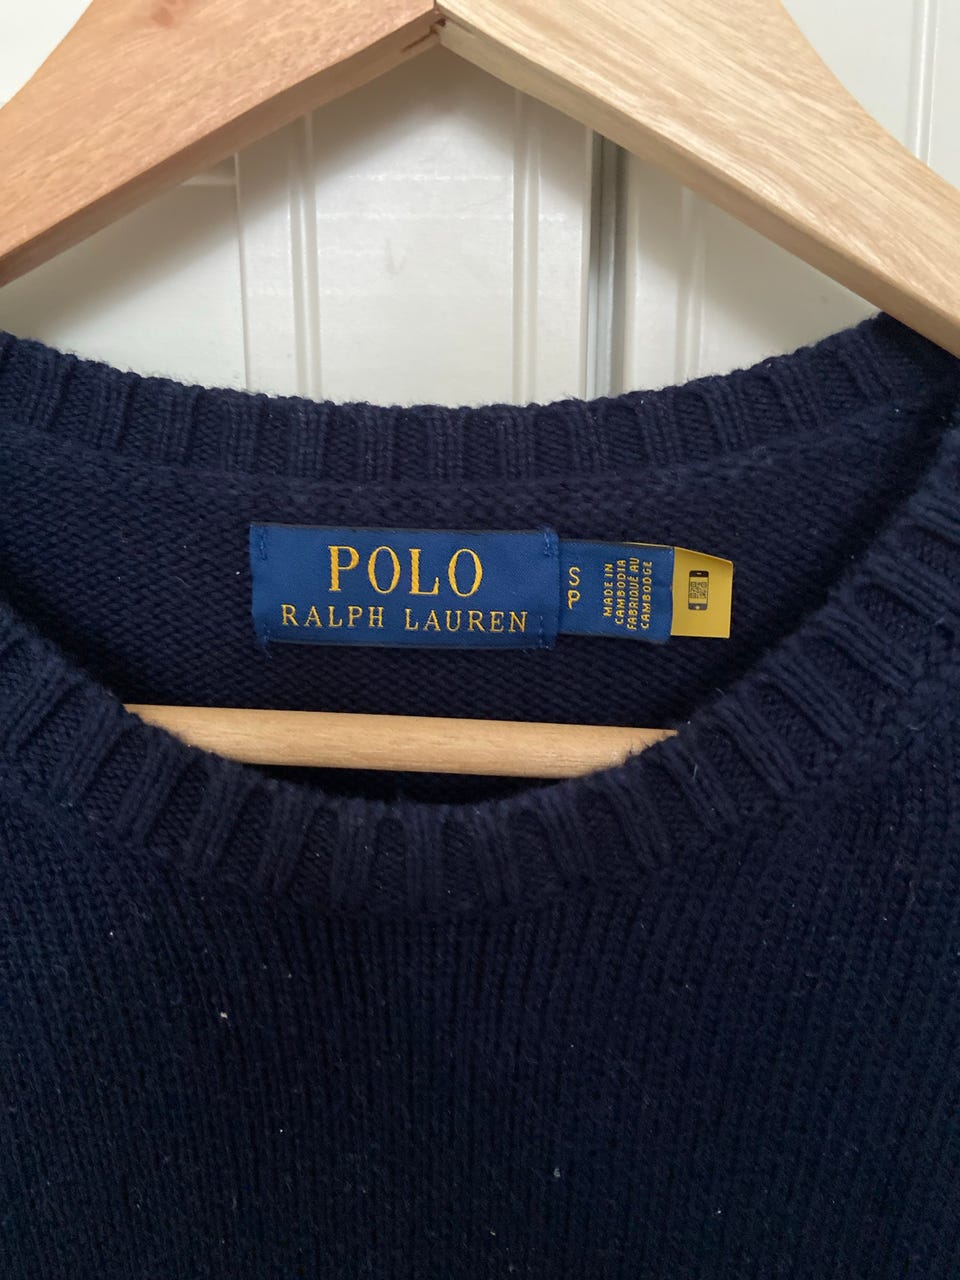 POLO
RALPH LAUREN
S
P
MADE IN
CAMBODIA
FABRIQUÉ AU
CAMBODGE